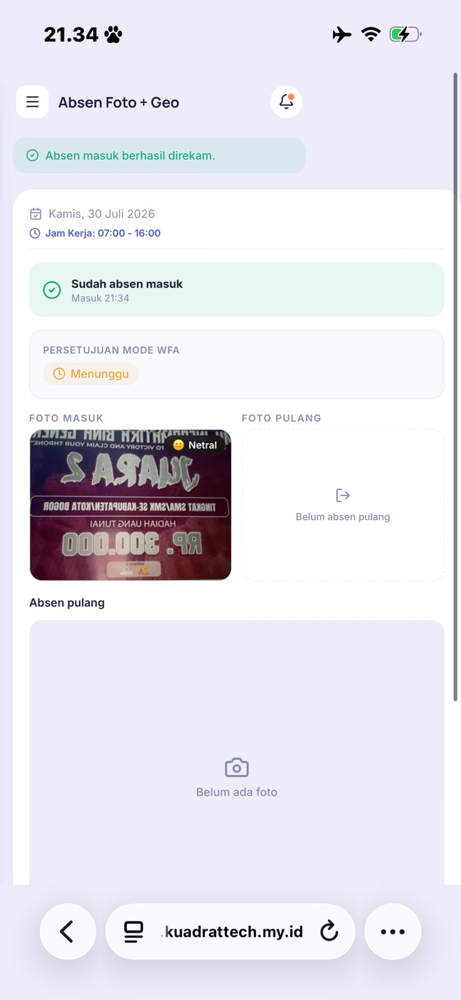 21.34
Absen Foto + Geo
Absen masuk berhasil direkam.
Kamis, 30 Juli 2026
Jam Kerja: 07:00 - 16:00
Sudah absen masuk
Masuk 21:34
PERSETUJUAN MODE WFA
Menunggu
FOTO MASUK
FOTO PULANG
Netral
TO VICTORY AND CLAIM YOUR THRONE"
JUARA 2
TINGKAT SMA/SMK SE-KABUPATEN/KOTA BOGOR
HADIAH UANG TUNAI
RP. 300.000
Belum absen pulang
Absen pulang
Belum ada foto
.kuadrattech.my.id